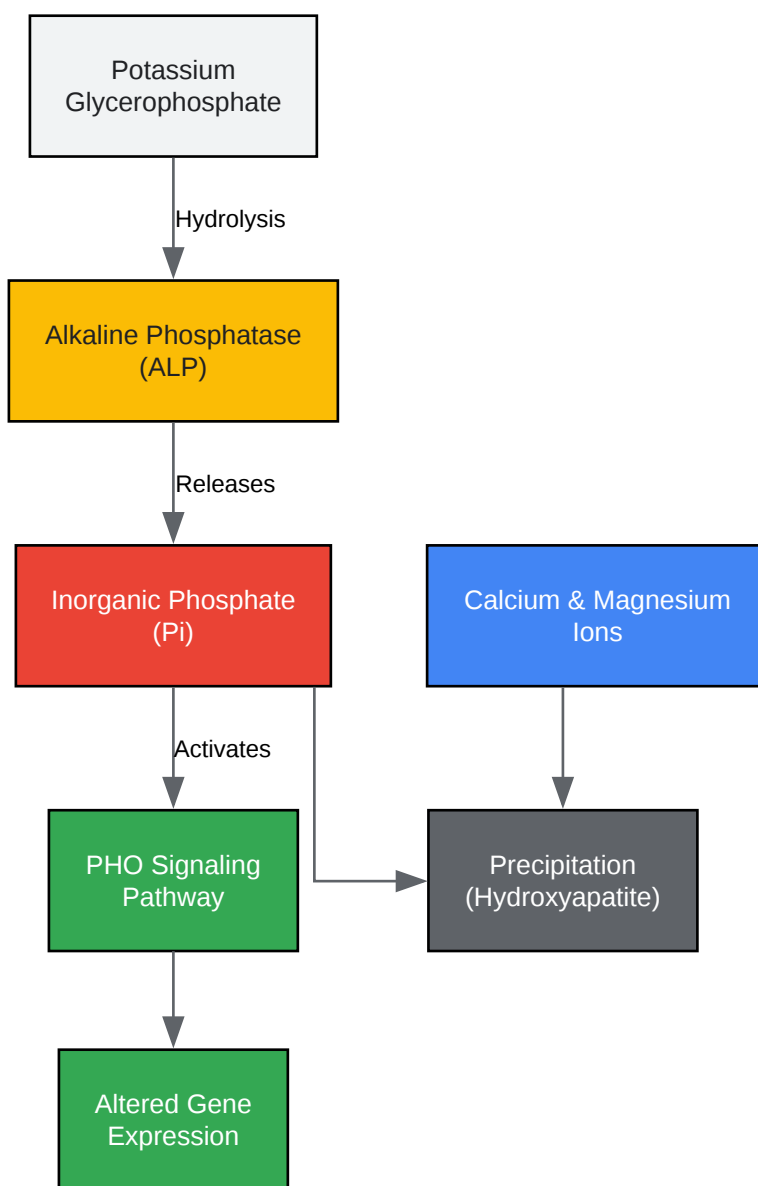 Potassium
Glycerophosphate
Hydrolysis
Alkaline Phosphatase
(ALP)
Releases
Inorganic Phosphate
(Pi)
Calcium & Magnesium
Ions
Activates
PHO Signaling
Pathway
Precipitation
(Hydroxyapatite)
Altered Gene
Expression